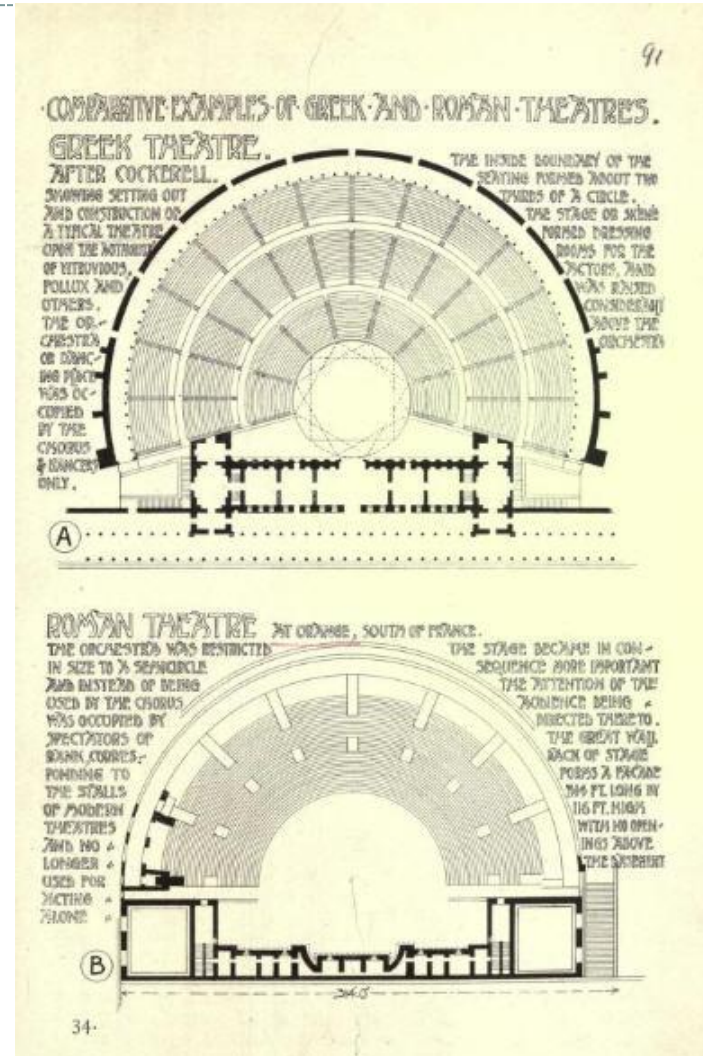 91
·COMPARITIVE·EXAMPLES·OF·GREEK·AND·ROMAN·THEATRES.
GREEK THEATRE.
AFTER COCKERELL.
SHOWING SETTING OUT
AND CONSTRUCTION OF
A TYPICAL THEATRE
UPON THE AUTHORITY
OF VITRUVIOUS,
POLLUX AND
OTHERS.
THE OR-
CHESTRA
OR DANC-
ING PLACE
WAS OC-
CUPIED
BY THE
CHORUS
& DANCERS
ONLY.
THE INSIDE BOUNDARY OF THE
SEATING FORMED ABOUT TWO
THIRDS OF A CIRCLE.
THE STAGE OR SKENE
FORMED DRESSING
ROOMS FOR THE
ACTORS, AND
WAS RAISED
ABOVE THE
ORCHESTRA
A
ROMAN THEATRE AT ORANGE, SOUTH OF FRANCE.
THE ORCHESTRA WAS RESTRICTED
IN SIZE TO A SEMICIRCLE
AND INSTEAD OF BEING
USED BY THE CHORUS
WAS OCCUPIED BY
SPECTATORS OF
RANK, CORRES-
PONDING TO
THE STALLS
OF MODERN
THEATRES
AND NO
LONGER
USED FOR
ACTING
ALONE
THE STAGE BECAME IN CON-
SEQUENCE MORE IMPORTANT
THE ATTENTION OF THE
AUDIENCE BEING
DIRECTED THERETO.
THE GREAT WALL
BACK OF STAGE
FORMS A FACADE
314 FT. LONG BY
116 FT. HIGH
WITH NO OPEN-
INGS ABOVE
THE BASEMENT
B
34.